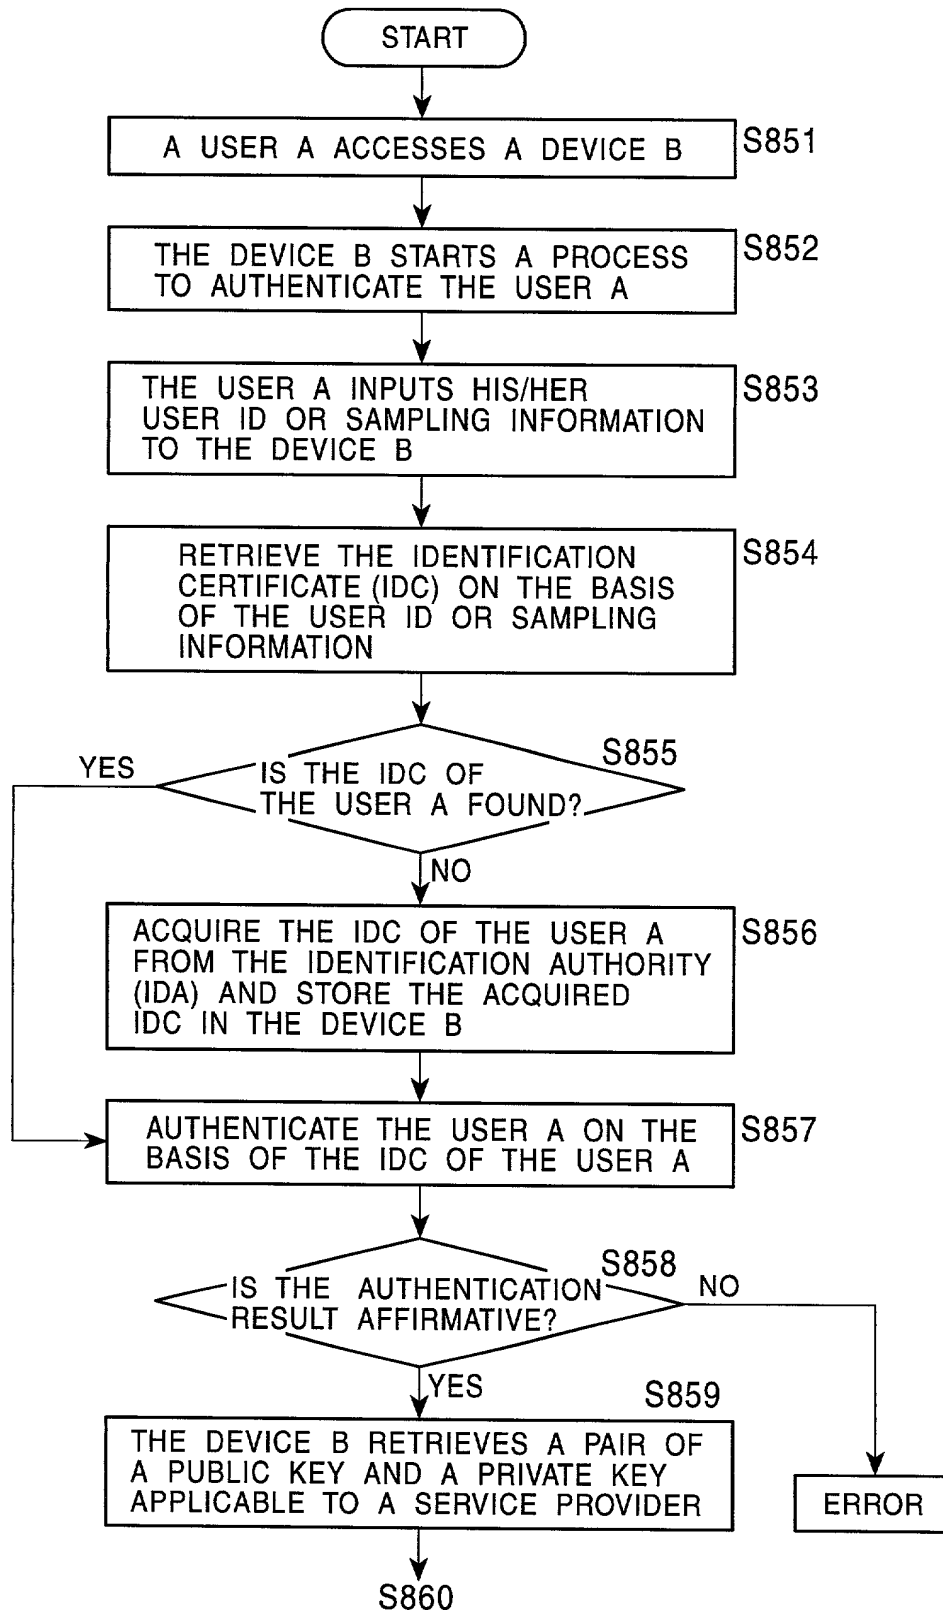 START
A USER A ACCESSES A DEVICE B
S851
THE DEVICE B STARTS A PROCESS
TO AUTHENTICATE THE USER A
S852
THE USER A INPUTS HIS/HER
USER ID OR SAMPLING INFORMATION
TO THE DEVICE B
S853
RETRIEVE THE IDENTIFICATION
CERTIFICATE (IDC) ON THE BASIS
OF THE USER ID OR SAMPLING
INFORMATION
S854
S855
YES
IS THE IDC OF
THE USER A FOUND?
NO
ACQUIRE THE IDC OF THE USER A
FROM THE IDENTIFICATION AUTHORITY
(IDA) AND STORE THE ACQUIRED
IDC IN THE DEVICE B
S856
AUTHENTICATE THE USER A ON THE
BASIS OF THE IDC OF THE USER A
S857
S858
IS THE AUTHENTICATION
RESULT AFFIRMATIVE?
NO
YES
S859
THE DEVICE B RETRIEVES A PAIR OF
A PUBLIC KEY AND A PRIVATE KEY
APPLICABLE TO A SERVICE PROVIDER
ERROR
S860